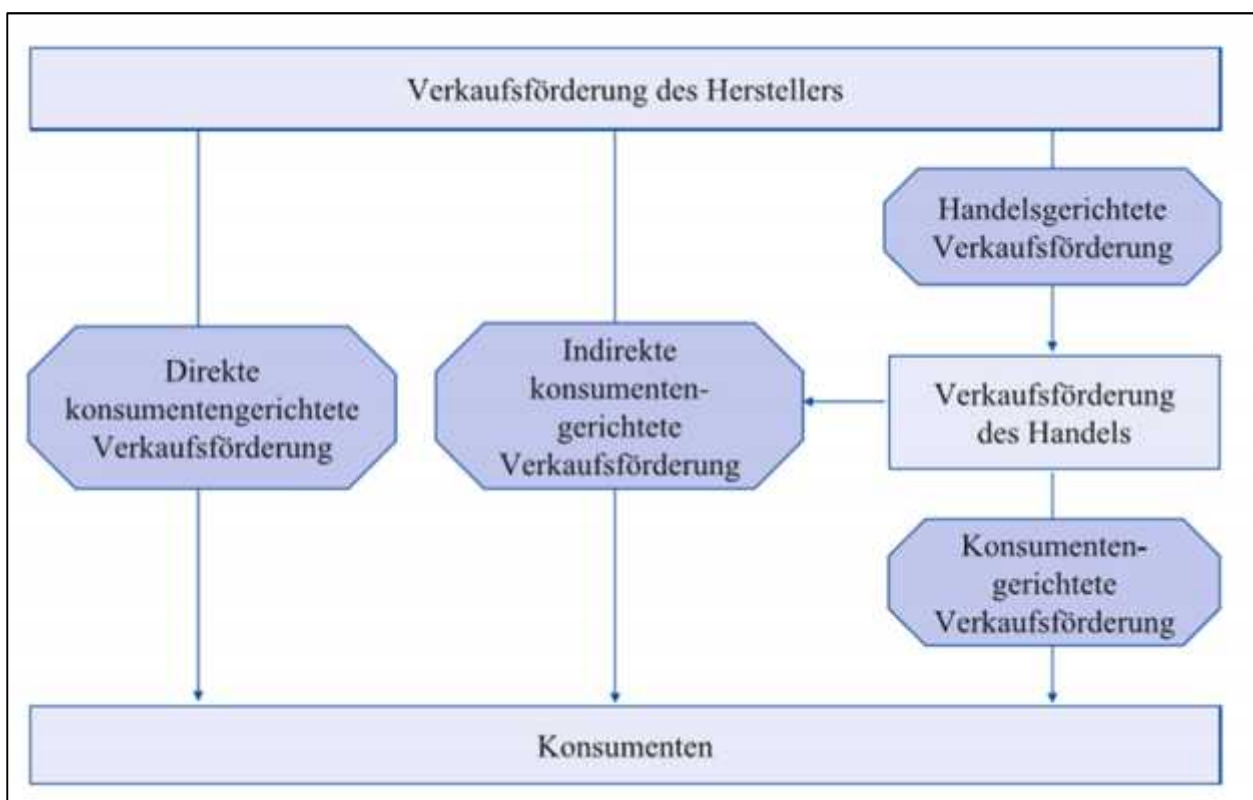 Verkaufsförderung des Herstellers
Handelsgerichtete
Verkaufsförderung
Direkte
konsumentengerichtete
Verkaufsförderung
Indirekte
konsumenten-
gerichtete
Verkaufsförderung
Verkaufsförderung
des Handels
Konsumenten-
gerichtete
Verkaufsförderung
Konsumenten